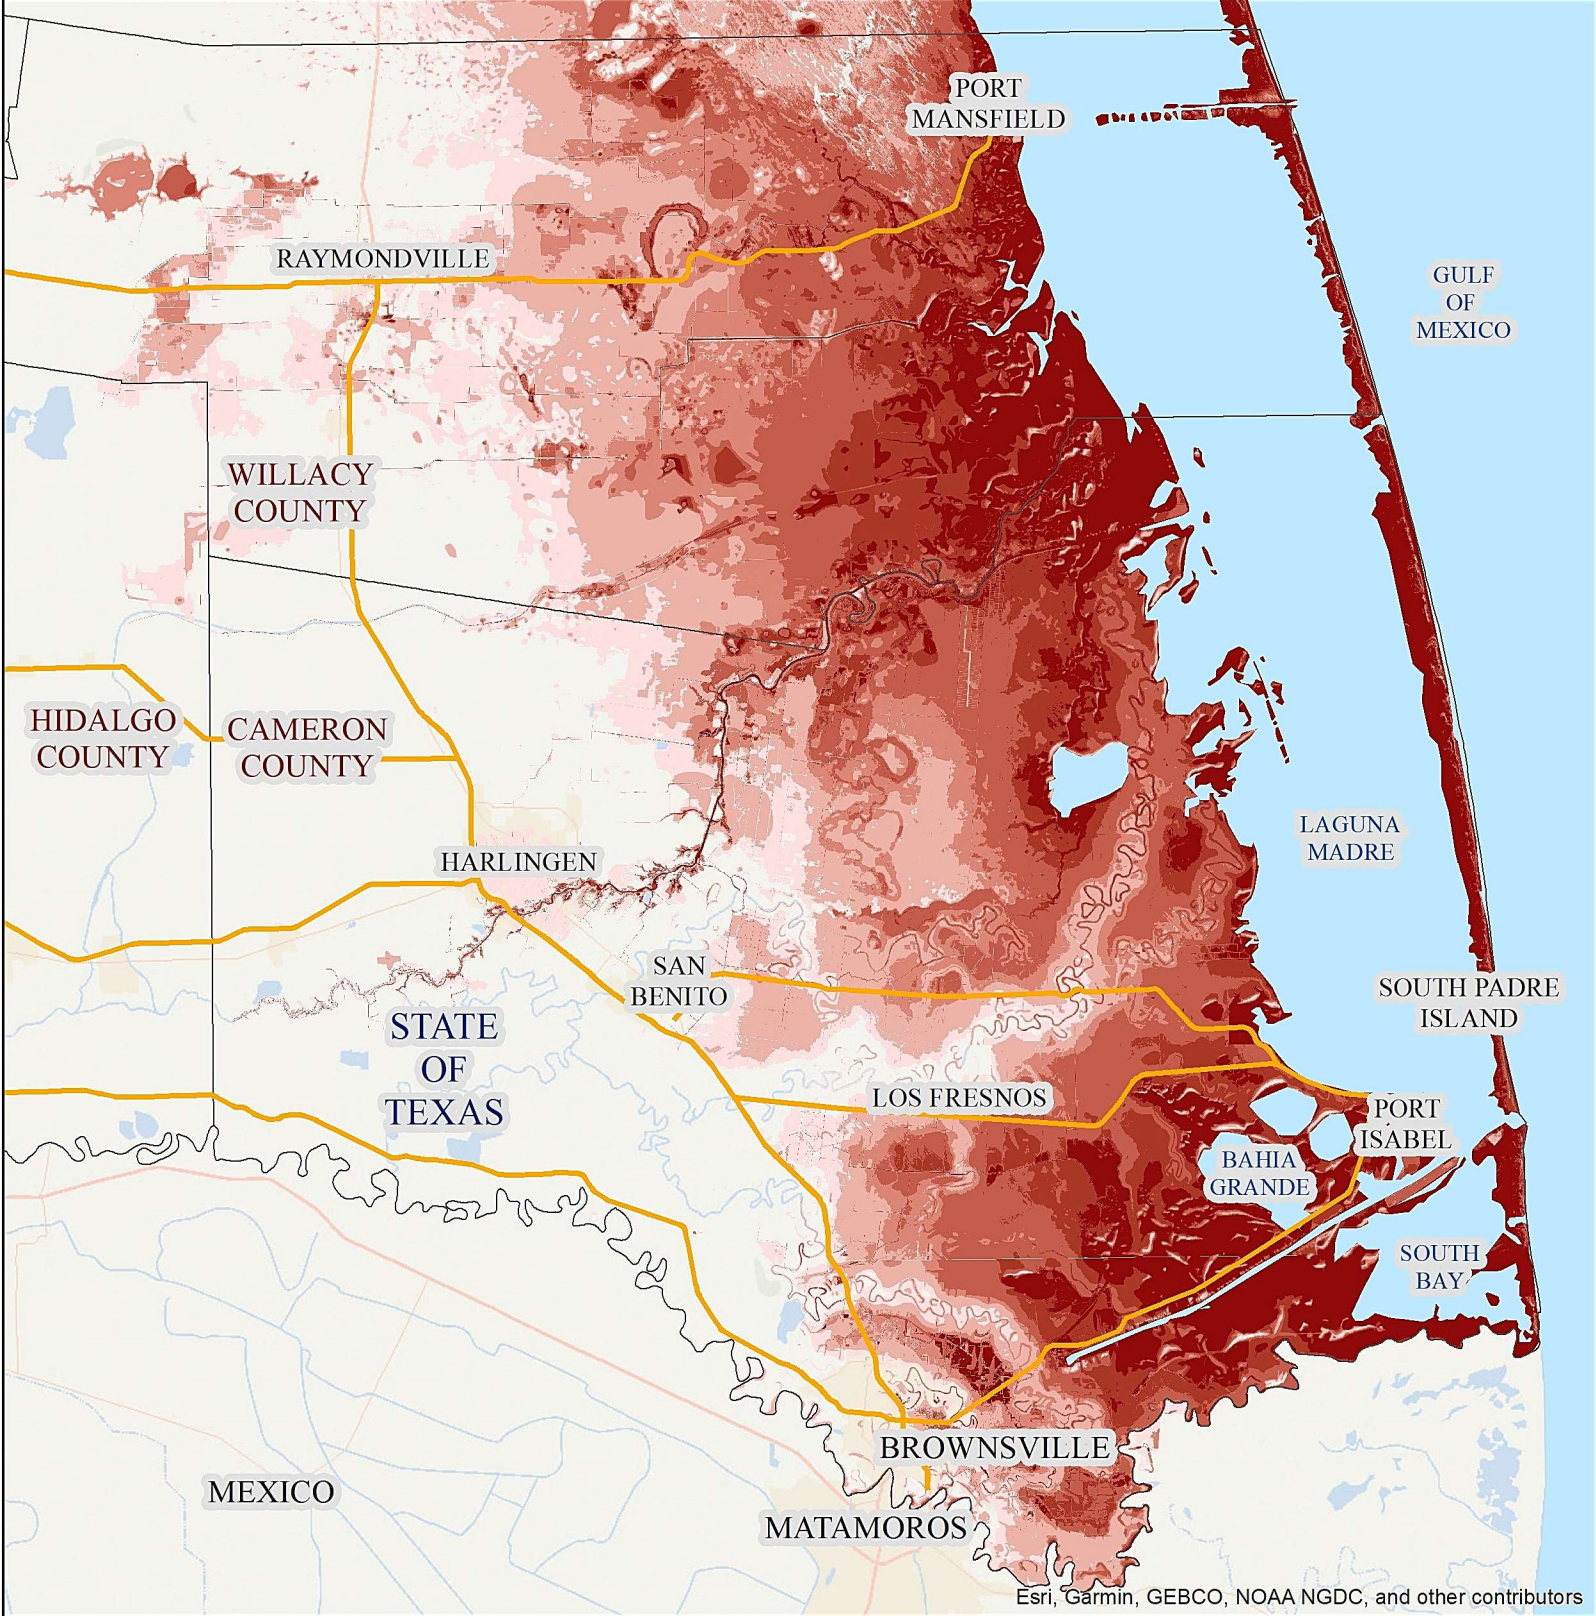 PORT
MANSFIELD
RAYMONDVILLE
GULF
OF
MEXICO
WILLACY
COUNTY
HIDALGO
COUNTY
CAMERON
COUNTY
LAGUNA
MADRE
HARLINGEN
SAN
BENITO
SOUTH PADRE
ISLAND
STATE
OF
TEXAS
LOS FRESNOS
PORT
ISABEL
BAHIA
GRANDE
SOUTH
BAY
BROWNSVILLE
MEXICO
MATAMOROS
Esri, Garmin, GEBCO, NOAA NGDC, and other contributors